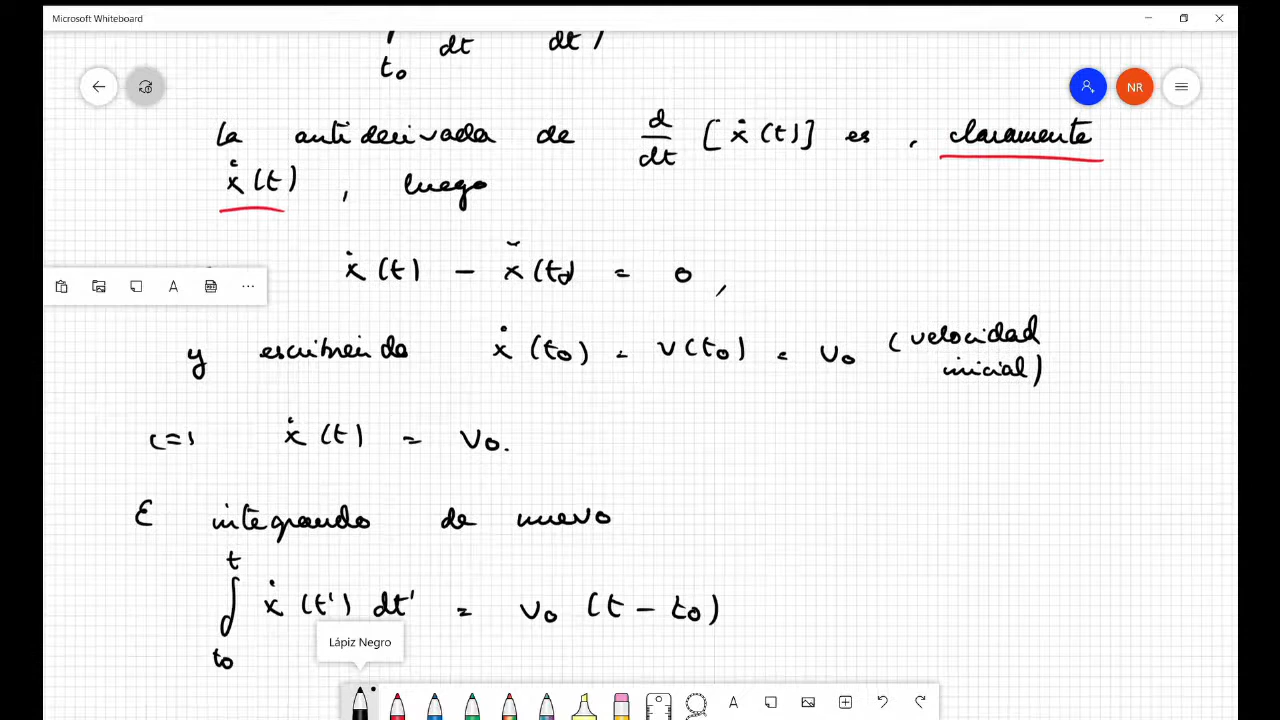 Microsoft Whiteboard
dt dt )
t₀
NR
La antiderivada de d/dt [ẋ(t)] es , claramente
ẋ(t) , luego
ẋ(t) - ẋ(t₀) = 0 ,
y escribiendo ẋ(t₀) = v(t₀) = v₀ (velocidad
inicial)
ẋ(t) = v₀.
E integrando de nuevo
t
∫ ẋ(t') dt' = v₀ (t - t₀)
Lápiz Negro
t₀